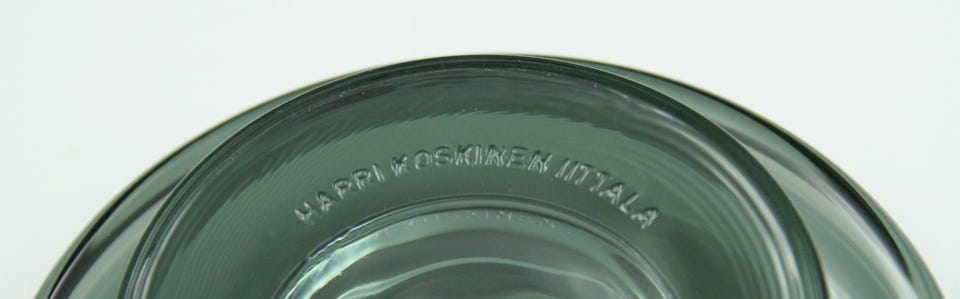 HARRI KOSKINEN IITTALA